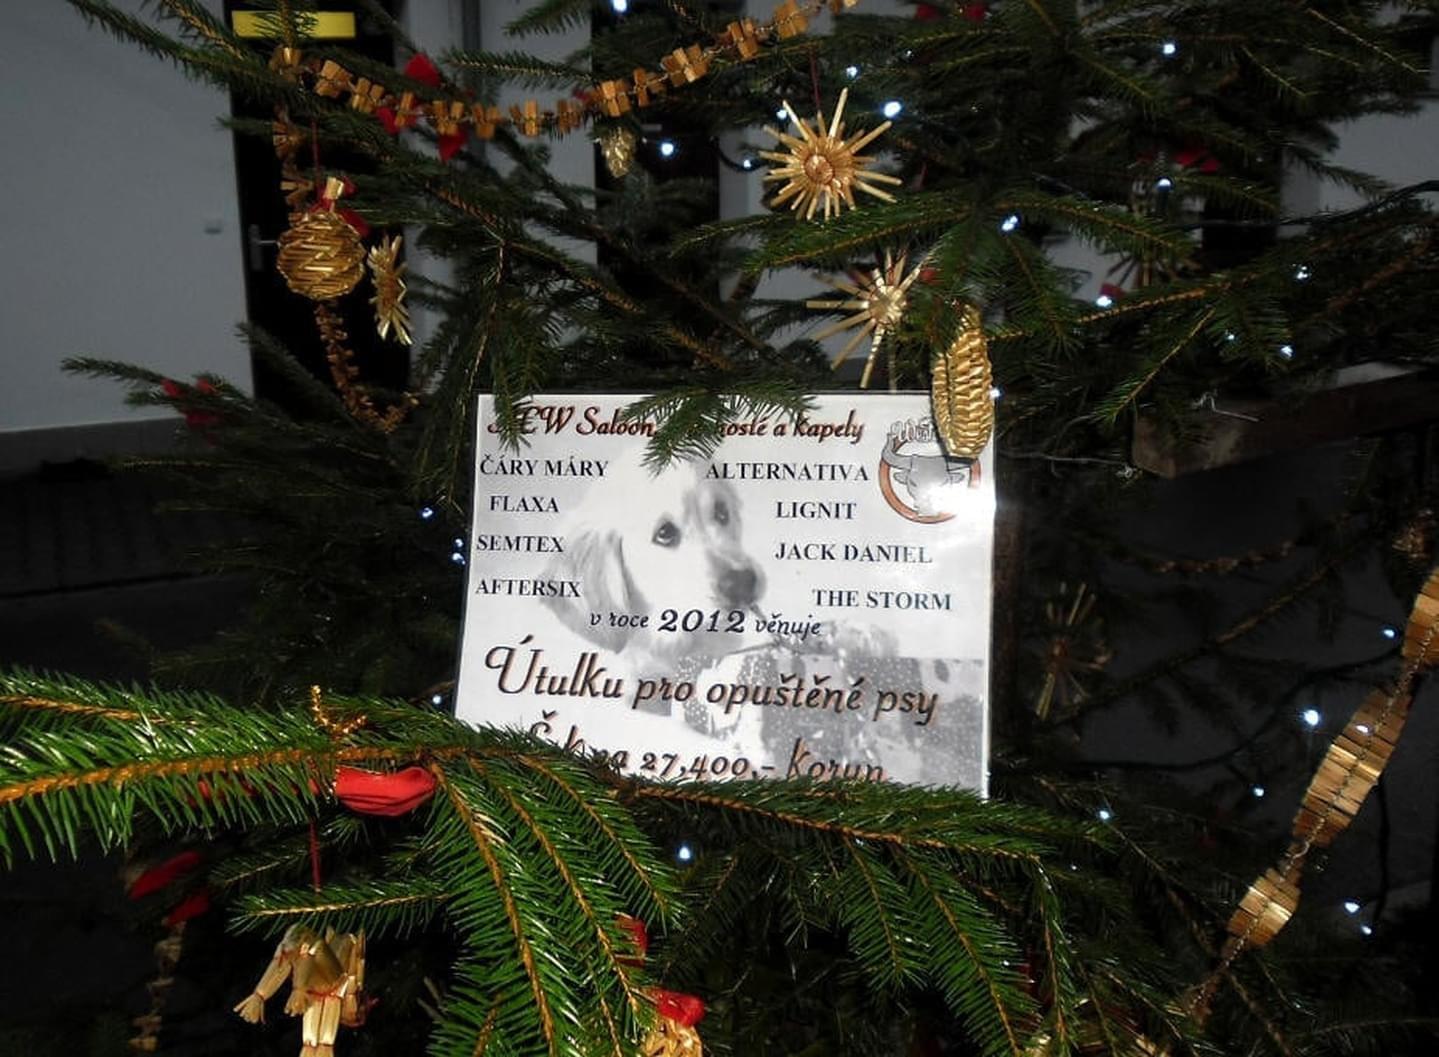 Saloon, a kapely
ČÁRY MÁRY ALTERNATIVA
FLAXA LIGNIT
SEMTEX JACK DANIEL
AFTERSIX THE STORM
v roce 2012 věnuje
Útulku pro opuštěné psy
27,400,- Korun